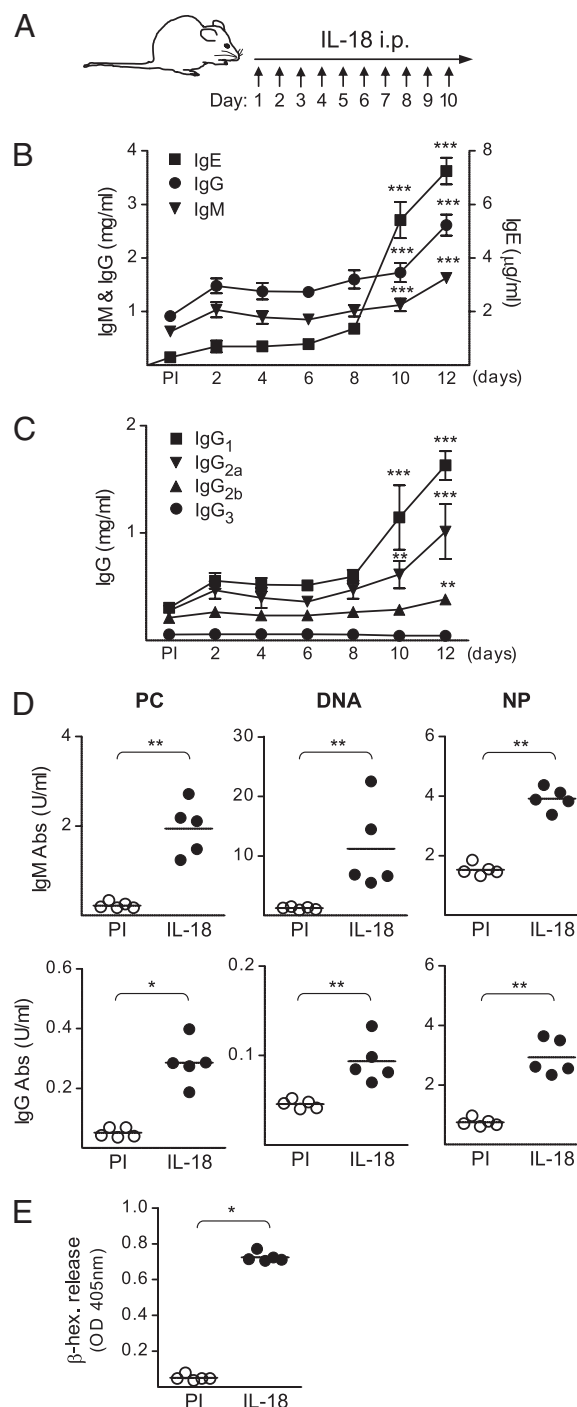 A
IL-18 i.p.
Day: 1 2 3 4 5 6 7 8 9 10
B
IgE
IgG
IgM
IgM & IgG (mg/ml)
4
3
2
1
IgE (μg/ml)
8
6
4
2
***
***
***
***
***
***
PI 2 4 6 8 10 12 (days)
C
IgG1
IgG2a
IgG2b
IgG3
IgG (mg/ml)
2
1
***
***
***
**
**
PI 2 4 6 8 10 12 (days)
D
PC DNA NP
IgM Abs (U/ml)
4
2
**
PI IL-18
30
20
10
**
PI IL-18
6
4
2
**
PI IL-18
IgG Abs (U/ml)
0.6
0.4
0.2
*
PI IL-18
0.2
0.1
**
PI IL-18
6
4
2
**
PI IL-18
E
β-hex. release
(OD 405nm)
1.0
0.8
0.6
0.4
0.2
*
PI IL-18